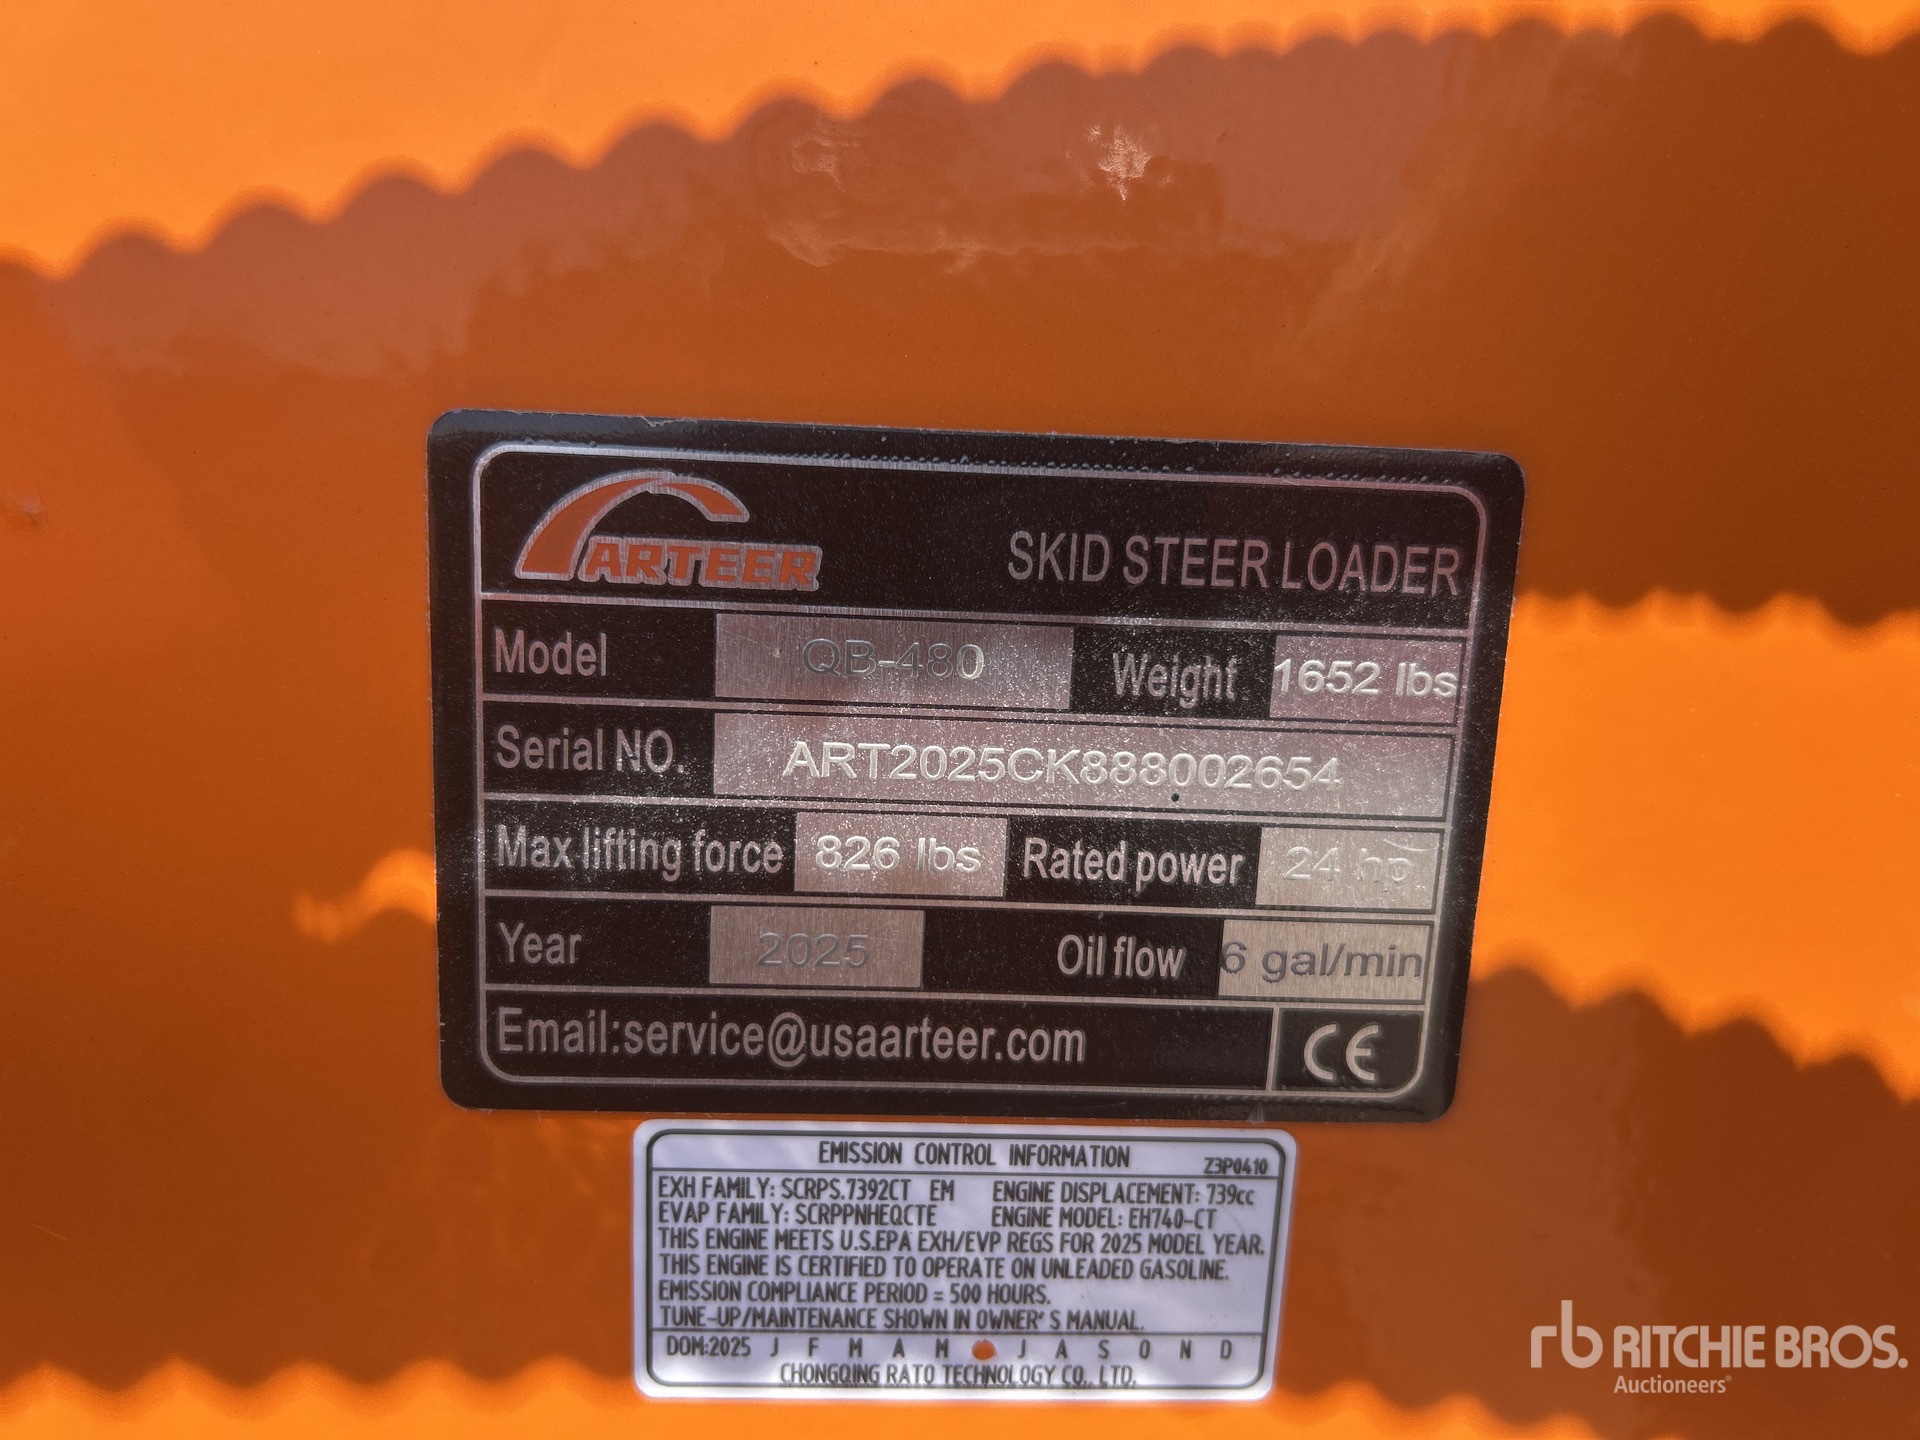 ARTEER SKID STEER LOADER
Model QB-480 Weight 1652 lbs
Serial NO. ART2025CK888002654
Max lifting force 826 lbs Rated power 24 hp
Year 2025 Oil flow 6 gal/min
Email:service@usaarteer.com CE
EMISSION CONTROL INFORMATION Z3P0410
EXH FAMILY: SCRPS.7392CT EM ENGINE DISPLACEMENT: 739cc
EVAP FAMILY: SCRPPNHEQCTE ENGINE MODEL: EH740-CT
THIS ENGINE MEETS U.S.EPA EXH/EVP REGS FOR 2025 MODEL YEAR.
THIS ENGINE IS CERTIFIED TO OPERATE ON UNLEADED GASOLINE.
EMISSION COMPLIANCE PERIOD = 500 HOURS.
TUNE-UP/MAINTENANCE SHOWN IN OWNER'S MANUAL.
DOM:2025 J F M A M J A S O N D
CHONGQING RATO TECHNOLOGY CO., LTD.
rb RITCHIE BROS.
Auctioneers